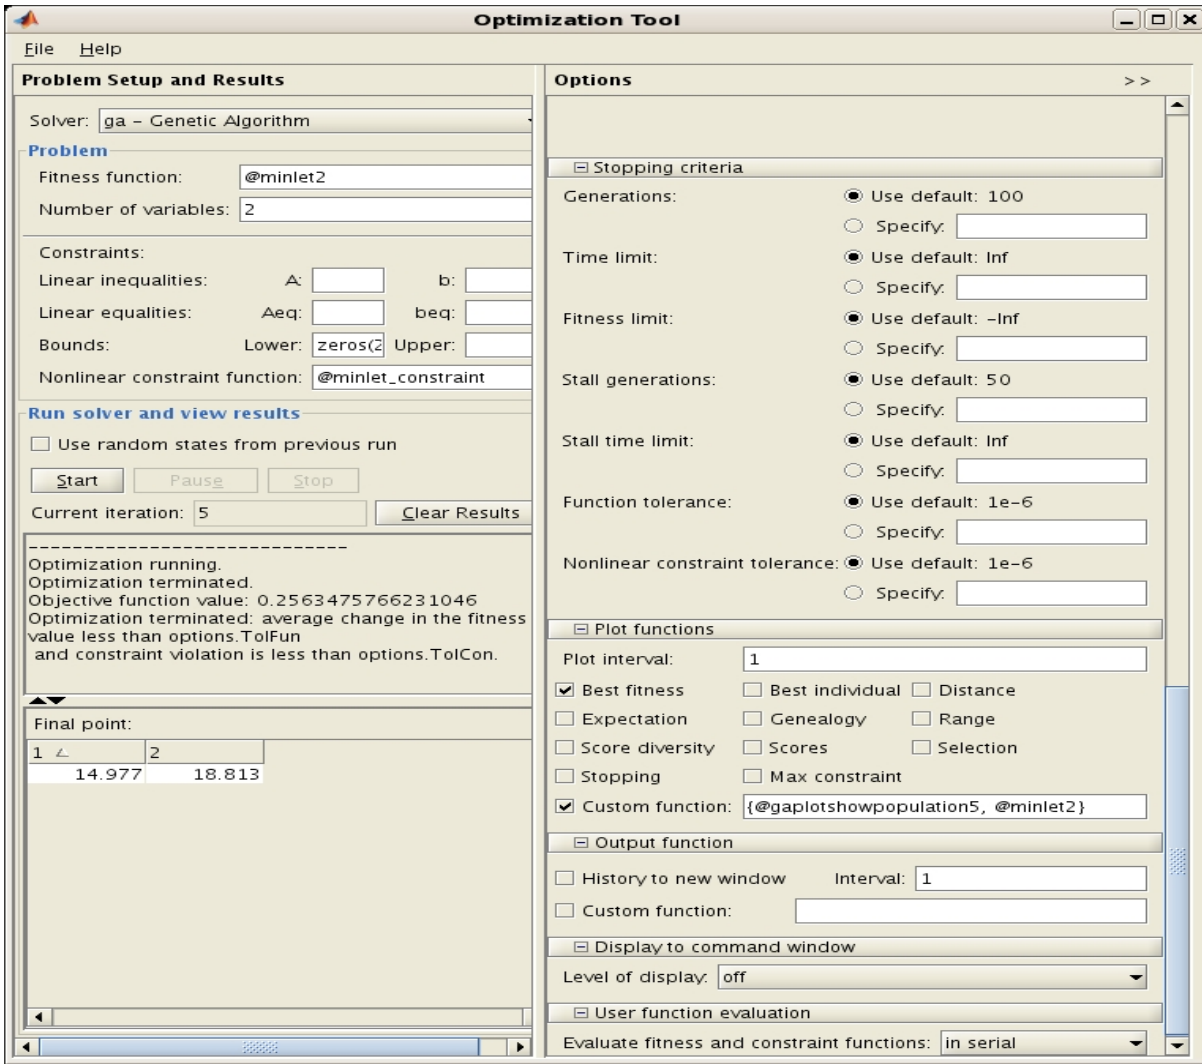 Optimization Tool
File Help
Problem Setup and Results
Solver: ga - Genetic Algorithm
Problem
Fitness function: @minlet2
Number of variables: 2
Constraints:
Linear inequalities: A: b:
Linear equalities: Aeq: beq:
Bounds: Lower: zeros(2 Upper:
Nonlinear constraint function: @minlet_constraint
Run solver and view results
Use random states from previous run
Start Pause Stop
Current iteration: 5 Clear Results
-----------------------------
Optimization running.
Optimization terminated.
Objective function value: 0.2563475766231046
Optimization terminated: average change in the fitness
value less than options.TolFun
and constraint violation is less than options.TolCon.
Final point:
1 2
14.977 18.813
Options >>
Stopping criteria
Generations: Use default: 100
Specify:
Time limit: Use default: Inf
Specify:
Fitness limit: Use default: -Inf
Specify:
Stall generations: Use default: 50
Specify:
Stall time limit: Use default: Inf
Specify:
Function tolerance: Use default: 1e-6
Specify:
Nonlinear constraint tolerance: Use default: 1e-6
Specify:
Plot functions
Plot interval: 1
Best fitness Best individual Distance
Expectation Genealogy Range
Score diversity Scores Selection
Stopping Max constraint
Custom function: {@gaplotshowpopulation5, @minlet2}
Output function
History to new window Interval: 1
Custom function:
Display to command window
Level of display: off
User function evaluation
Evaluate fitness and constraint functions: in serial